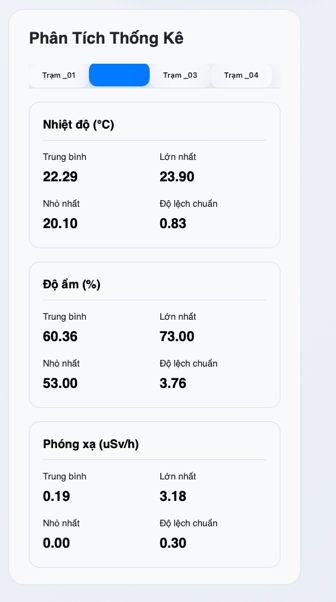 Phân Tích Thống Kê
Trạm _01 Trạm _03 Trạm _04
Nhiệt độ (°C)
Trung bình Lớn nhất
22.29 23.90
Nhỏ nhất Độ lệch chuẩn
20.10 0.83
Độ ẩm (%)
Trung bình Lớn nhất
60.36 73.00
Nhỏ nhất Độ lệch chuẩn
53.00 3.76
Phóng xạ (uSv/h)
Trung bình Lớn nhất
0.19 3.18
Nhỏ nhất Độ lệch chuẩn
0.00 0.30